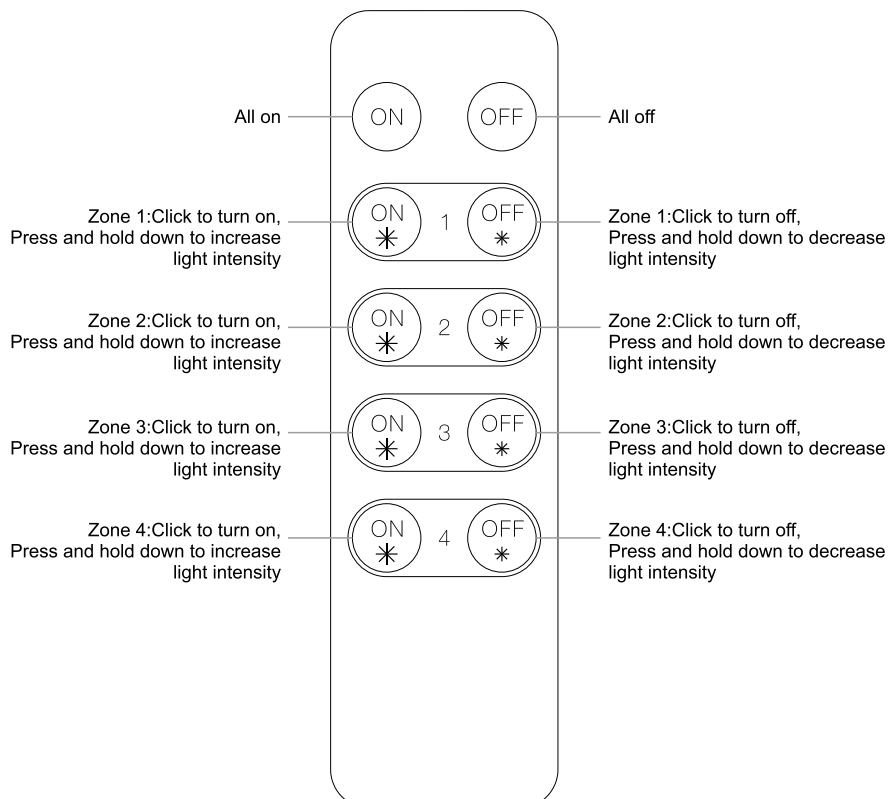 All on
ON
OFF
All off
Zone 1:Click to turn on,
Press and hold down to increase
light intensity
ON
1
OFF
Zone 1:Click to turn off,
Press and hold down to decrease
light intensity
Zone 2:Click to turn on,
Press and hold down to increase
light intensity
ON
2
OFF
Zone 2:Click to turn off,
Press and hold down to decrease
light intensity
Zone 3:Click to turn on,
Press and hold down to increase
light intensity
ON
3
OFF
Zone 3:Click to turn off,
Press and hold down to decrease
light intensity
Zone 4:Click to turn on,
Press and hold down to increase
light intensity
ON
4
OFF
Zone 4:Click to turn off,
Press and hold down to decrease
light intensity